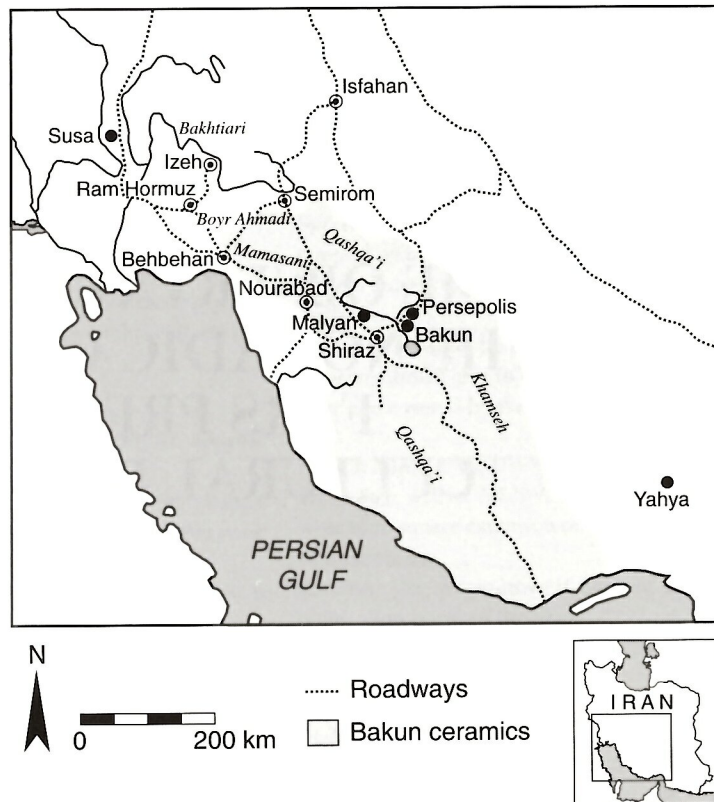 Isfahan
Susa
Bakhtiari
Izeh
Ram Hormuz
Semirom
Boyr Ahmadi
Qashqa'i
Behbehan
Mamasani
Nourabad
Persepolis
Malyan
Bakun
Shiraz
Khamseh
Qashqa'i
Yahya
PERSIAN
GULF
N
0 200 km
Roadways
Bakun ceramics
IRAN